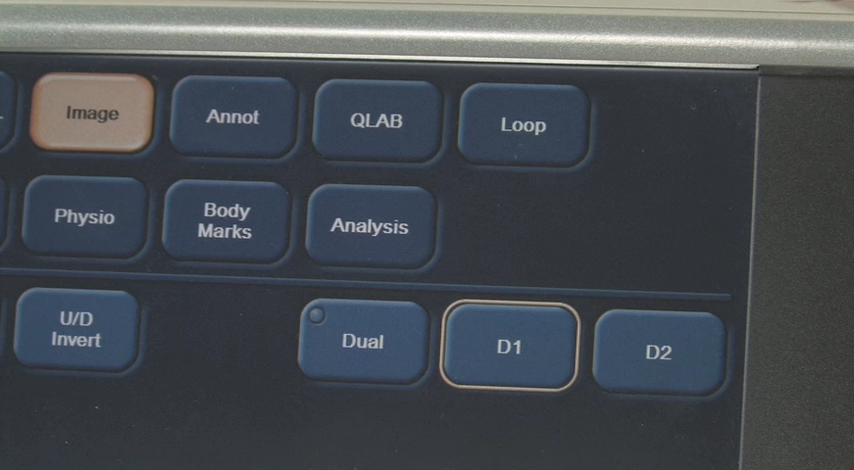 Image Annot QLAB Loop
Physio Body Marks Analysis
U/D Invert Dual D1 D2